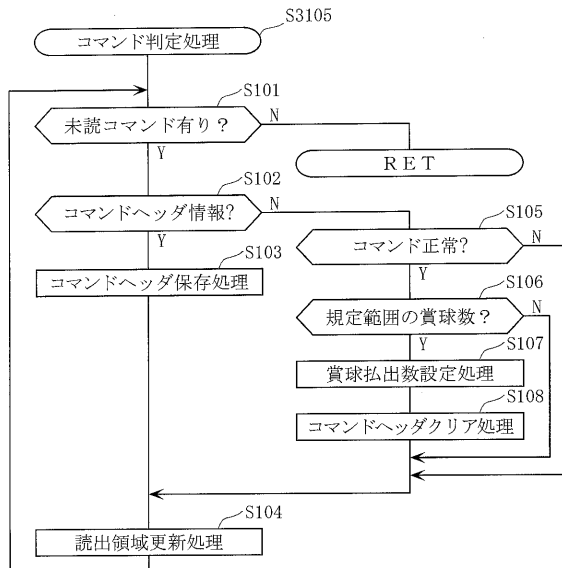 S3105
コマンド判定処理
S101
未読コマンド有り?
N
Y
RET
S102
コマンドヘッダ情報?
N
Y
S103
コマンドヘッダ保存処理
S105
コマンド正常?
N
Y
S106
規定範囲の賞球数?
N
Y
S107
賞球払出数設定処理
S108
コマンドヘッダクリア処理
S104
読出領域更新処理